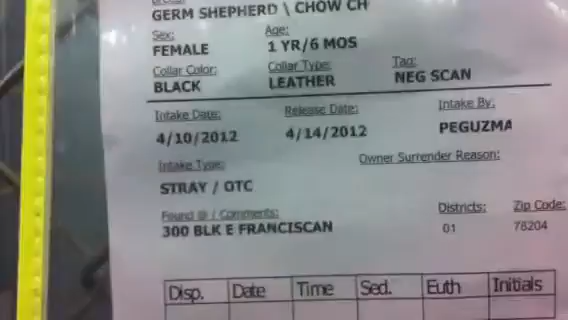 GERM SHEPHERD \ CHOW CH
Sex: Age:
FEMALE 1 YR/6 MOS
Collar Color: Collar Type: Tag:
BLACK LEATHER NEG SCAN
Intake Date: Release Date: Intake By:
4/10/2012 4/14/2012 PEGUZMA
Intake Type: Owner Surrender Reason:
STRAY / OTC
Found @ / Comments: Districts: Zip Code:
300 BLK E FRANCISCAN 01 78204
Disp. Date Time Sed. Euth Initials